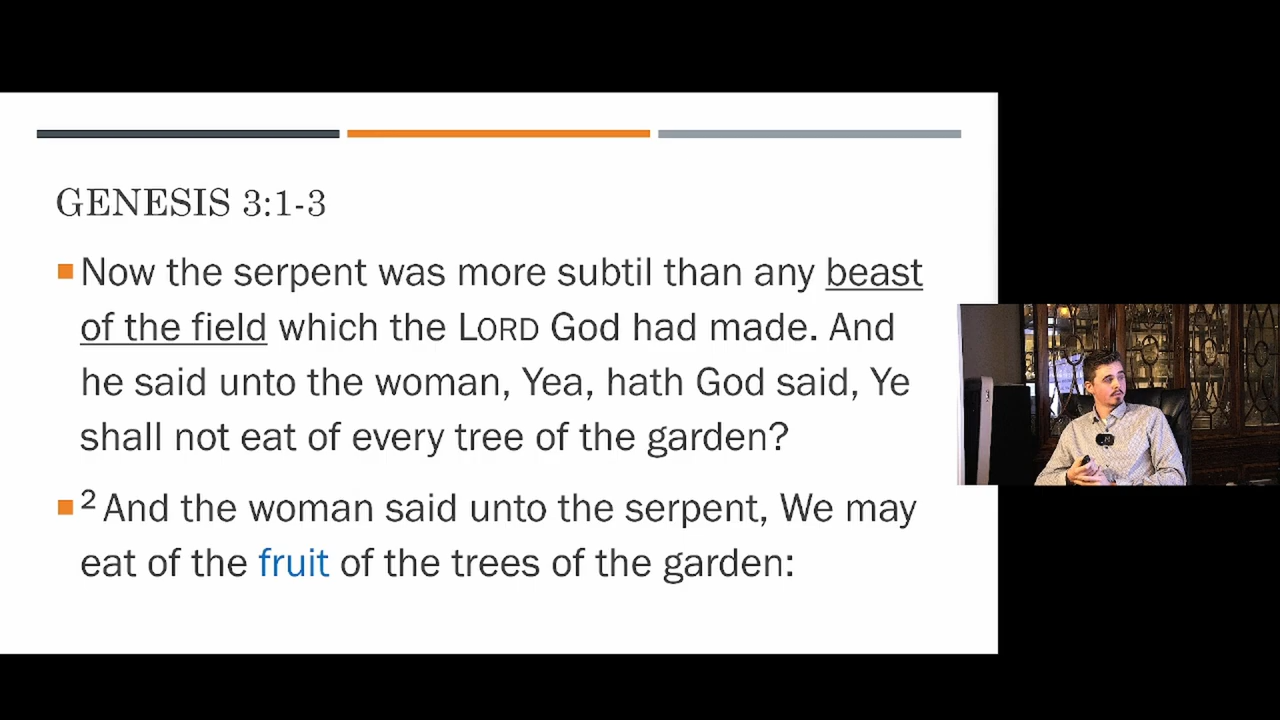 GENESIS 3:1-3
Now the serpent was more subtil than any beast
of the field which the LORD God had made. And
he said unto the woman, Yea, hath God said, Ye
shall not eat of every tree of the garden?
² And the woman said unto the serpent, We may
eat of the fruit of the trees of the garden: